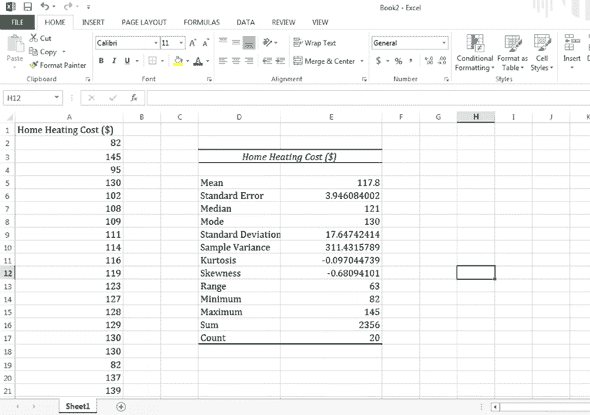 Book2 - Excel
FILE HOME INSERT PAGE LAYOUT FORMULAS DATA REVIEW VIEW
Cut
Copy
Format Painter
Paste
Calibri 11 A A
B I U A
Wrap Text
Merge & Center
General
$ % ,
Conditional Formatting
Format as Table
Cell Styles
Insert
Clipboard Font Alignment Number Styles
H12 fx
A B C D E F G H I J K
1 Home Heating Cost ($)
2 82
3 145 Home Heating Cost ($)
4 95
5 130 Mean 117.8
6 102 Standard Error 3.946084002
7 108 Median 121
8 109 Mode 130
9 111 Standard Deviation 17.64742414
10 114 Sample Variance 311.4315789
11 116 Kurtosis -0.097044739
12 119 Skewness -0.68094101
13 123 Range 63
14 127 Minimum 82
15 128 Maximum 145
16 129 Sum 2356
17 130 Count 20
18 130
19 82
20 137
21 139
Sheet1